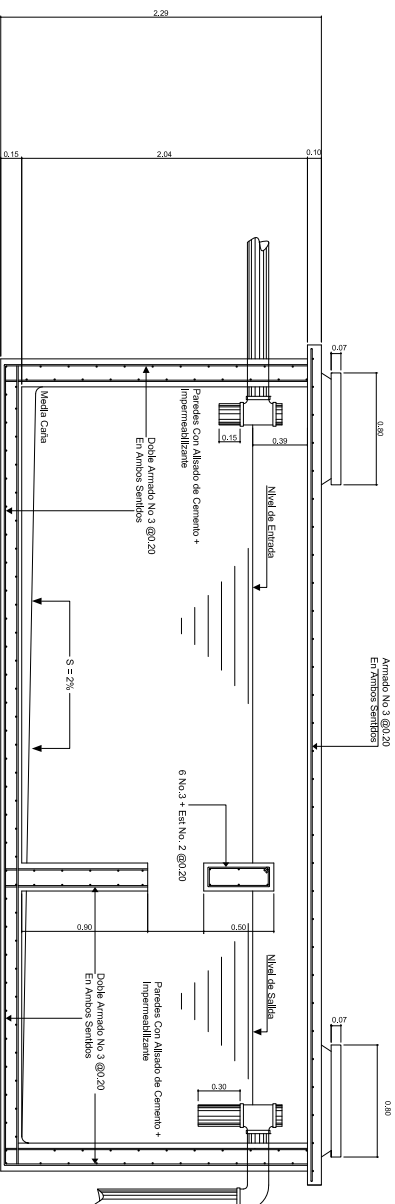 2.29
0.15
2.04
0.10
0.07
0.80
0.39
0.15
Armado No 3 @0.20
En Ambos Sentidos
Nivel de Entrada
Paredes Con Alisado de Cemento +
Impermeabilizante
Doble Armado No 3 @0.20
En Ambos Sentidos
Media Caña
S = 2%
6 No.3 + Est No. 2 @0.20
0.90
0.50
Nivel de Salida
Paredes Con Alisado de Cemento +
Impermeabilizante
Doble Armado No 3 @0.20
En Ambos Sentidos
0.30
0.07
0.80